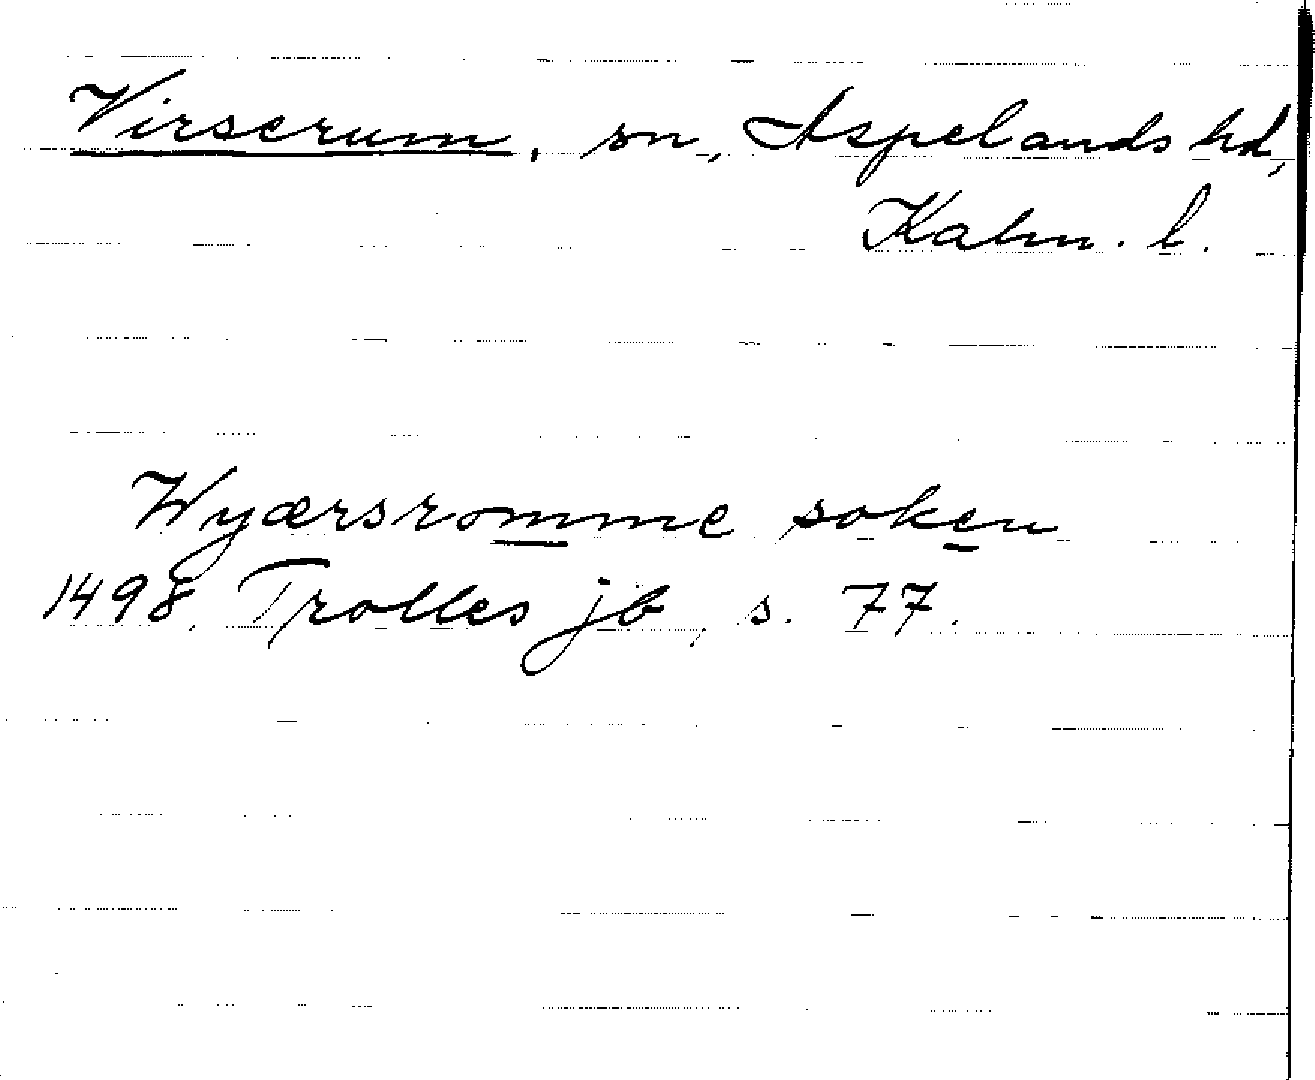 Virserum, sn, Aspelands hd,
Kalm. l.
Wyærsromme soken
1498. Trolles jb, s. 77.